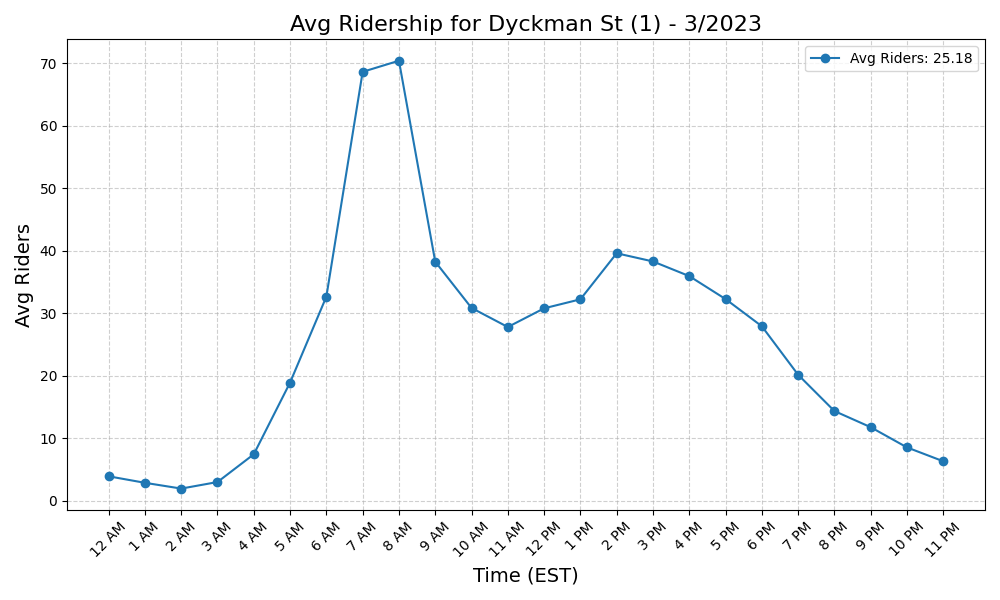 Avg Ridership for Dyckman St (1) - 3/2023
Avg Riders: 25.18
Avg Riders
70
60
50
40
30
20
10
0
12 AM
1 AM
2 AM
3 AM
4 AM
5 AM
6 AM
7 AM
8 AM
9 AM
10 AM
11 AM
12 PM
1 PM
2 PM
3 PM
4 PM
5 PM
6 PM
7 PM
8 PM
9 PM
10 PM
11 PM
Time (EST)